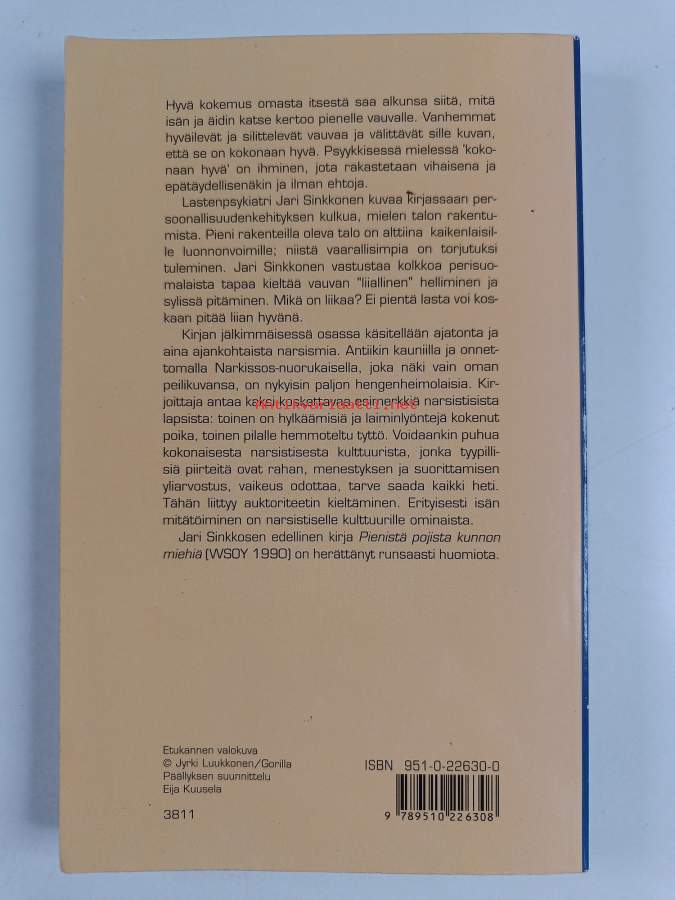 Hyvä kokemus omasta itsestä saa alkunsa siitä, mitä
isän ja äidin katse kertoo pienelle vauvalle. Vanhemmat
hyväilevät ja silittelevät vauvaa ja välittävät sille kuvan,
että se on kokonaan hyvä. Psyykkisessä mielessä 'koko-
naan hyvä' on ihminen, jota rakastetaan vihaisena ja
epätäydellisenäkin ja ilman ehtoja.
Lastenpsykiatri Jari Sinkkonen kuvaa kirjassaan per-
soonallisuudenkehityksen kulkua, mielen talon rakentu-
mista. Pieni rakenteilla oleva talo on alttiina kaikenlaisil-
le luonnonvoimille; niistä vaarallisimpia on torjutuksi
tuleminen. Jari Sinkkonen vastustaa kolkkoa perisuo-
malaista tapaa kieltää vauvan "liiallinen" helliminen ja
sylissä pitäminen. Mikä on liikaa? Ei pientä lasta voi kos-
kaan pitää liian hyvänä.
Kirjan jälkimmäisessä osassa käsitellään ajatonta ja
aina ajankohtaista narsismia. Antiikin kauniilla ja onnet-
tomalla Narkissos-nuorukaisella, joka näki vain oman
peilikuvansa, on nykyisin paljon hengenheimolaisia. Kir-
joittaja antaa kaksi koskettavaa esimerkkiä narsistisista
Antikvariaatti.net
lapsista: toinen on hylkäämisiä ja laiminlyöntejä kokenut
poika, toinen pilalle hemmoteltu tyttö. Voidaankin puhua
kokonaisesta narsistisesta kulttuurista, jonka tyypilli-
siä piirteitä ovat rahan, menestyksen ja suorittamisen
yliarvostus, vaikeus odottaa, tarve saada kaikki heti.
Tähän liittyy auktoriteetin kieltäminen. Erityisesti isän
mitätöiminen on narsistiselle kulttuurille ominaista.
Jari Sinkkosen edellinen kirja Pienistä pojista kunnon
miehiä (WSOY 1990) on herättänyt runsaasti huomiota.
Etukannen valokuva
© Jyrki Luukkonen/Gorilla
Päällyksen suunnittelu
Eija Kuusela
3811
ISBN 951-0-22630-0
9 789510 226308